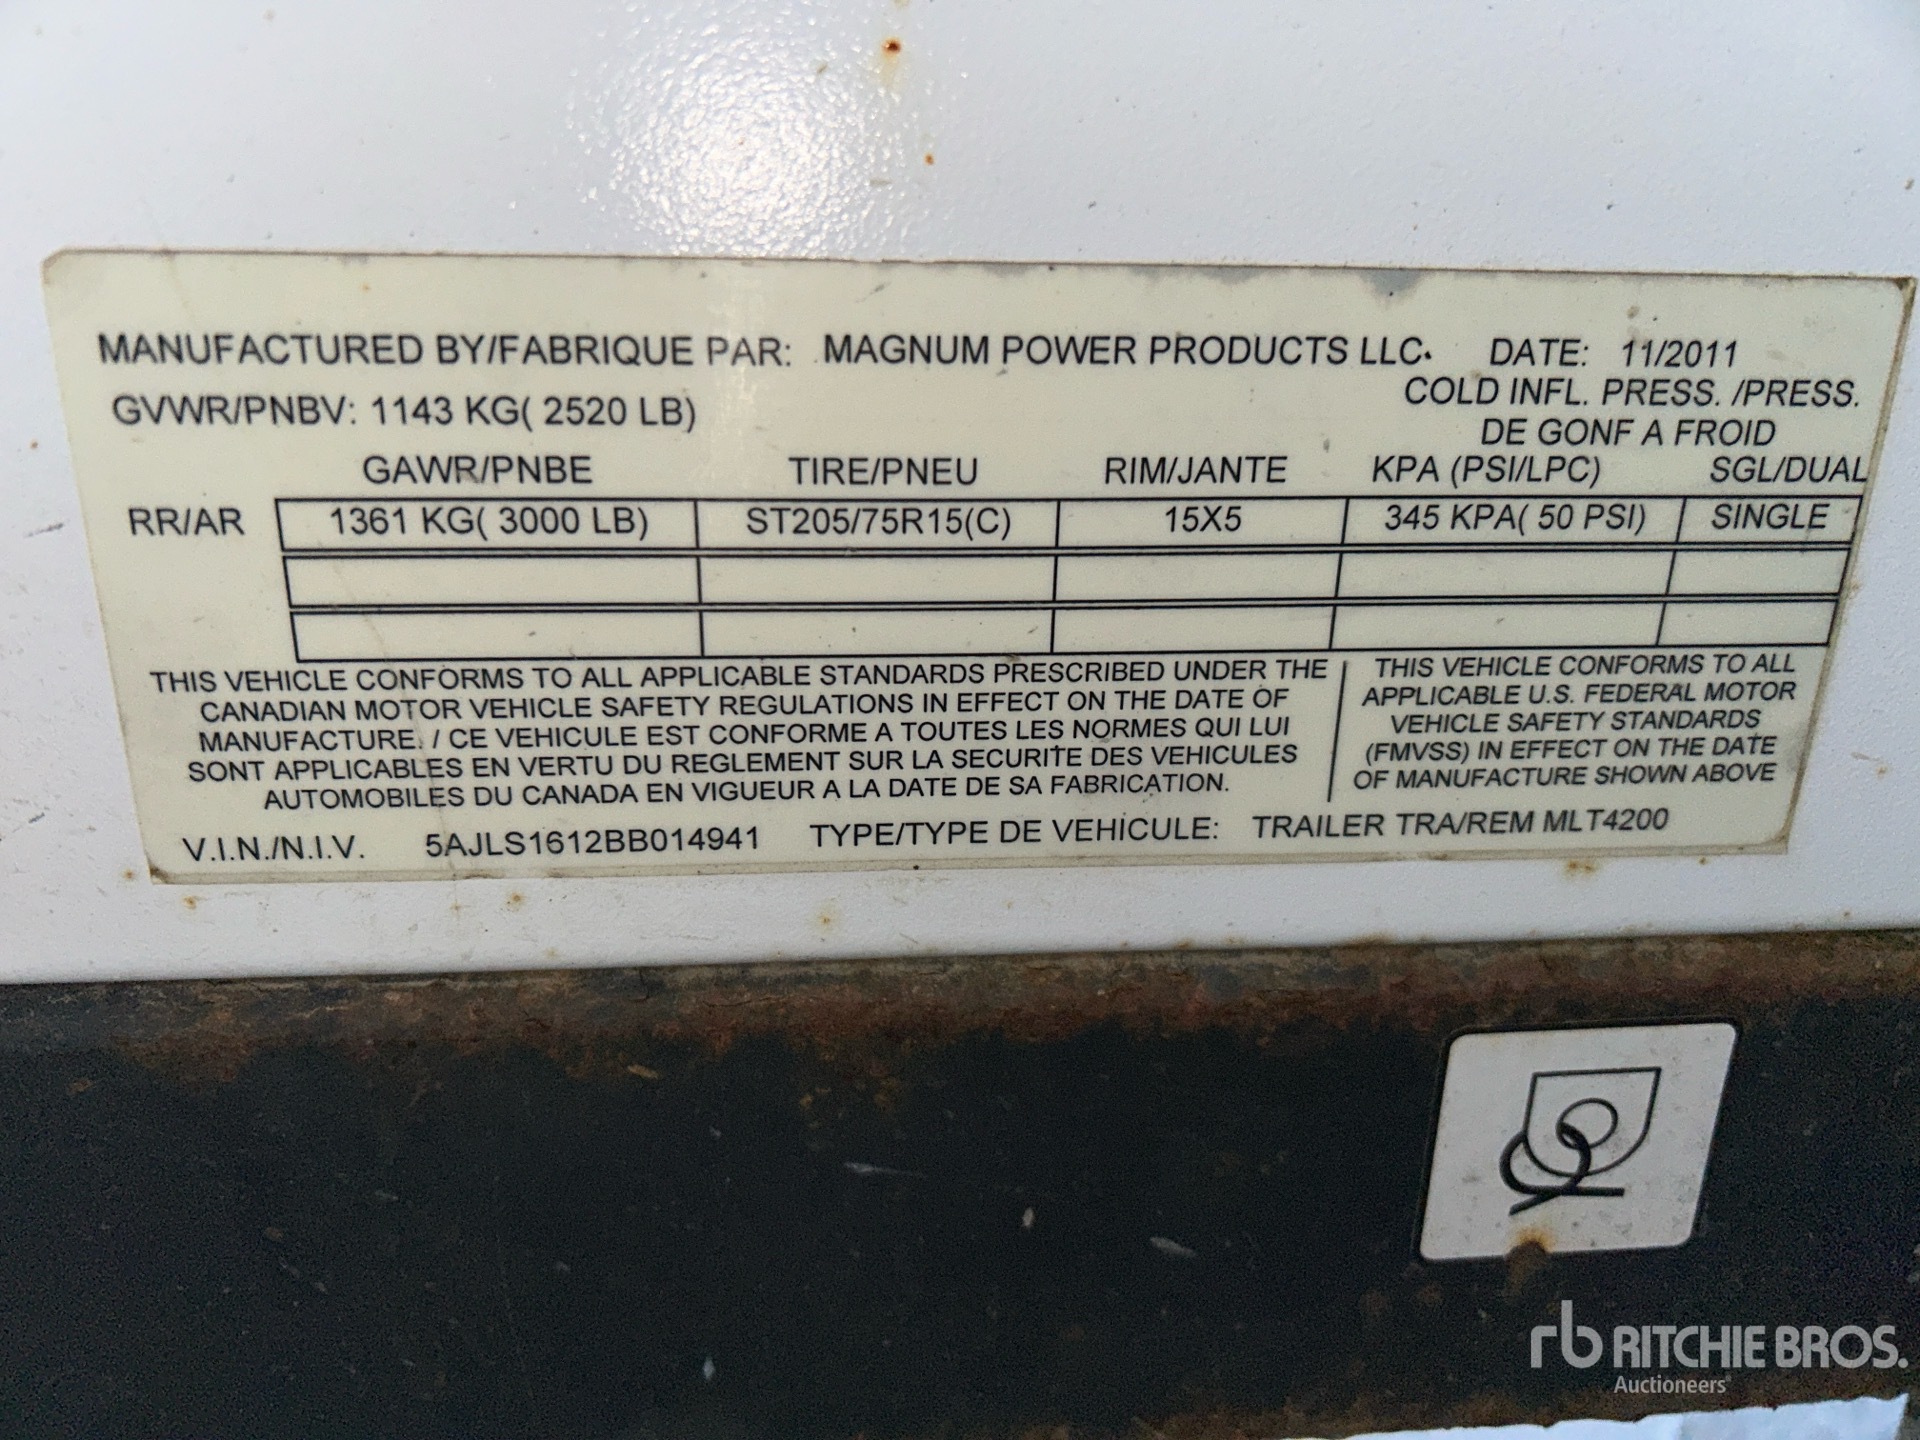 MANUFACTURED BY/FABRIQUE PAR: MAGNUM POWER PRODUCTS LLC. DATE: 11/2011
GVWR/PNBV: 1143 KG( 2520 LB)
COLD INFL. PRESS. /PRESS.
DE GONF A FROID
GAWR/PNBE TIRE/PNEU RIM/JANTE KPA (PSI/LPC) SGL/DUAL
RR/AR 1361 KG( 3000 LB) ST205/75R15(C) 15X5 345 KPA( 50 PSI) SINGLE
THIS VEHICLE CONFORMS TO ALL APPLICABLE STANDARDS PRESCRIBED UNDER THE
CANADIAN MOTOR VEHICLE SAFETY REGULATIONS IN EFFECT ON THE DATE OF
MANUFACTURE. / CE VEHICULE EST CONFORME A TOUTES LES NORMES QUI LUI
SONT APPLICABLES EN VERTU DU REGLEMENT SUR LA SECURITE DES VEHICULES
AUTOMOBILES DU CANADA EN VIGUEUR A LA DATE DE SA FABRICATION.
THIS VEHICLE CONFORMS TO ALL
APPLICABLE U.S. FEDERAL MOTOR
VEHICLE SAFETY STANDARDS
(FMVSS) IN EFFECT ON THE DATE
OF MANUFACTURE SHOWN ABOVE
V.I.N./N.I.V. 5AJLS1612BB014941 TYPE/TYPE DE VEHICULE: TRAILER TRA/REM MLT4200
rb RITCHIE BROS.
Auctioneers